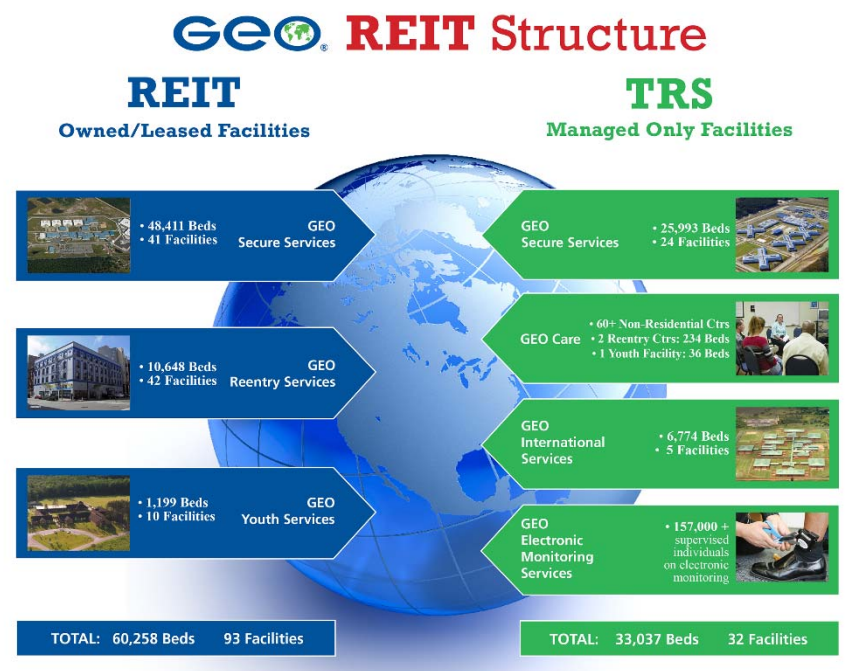 GEO® REIT Structure
REIT
Owned/Leased Facilities
• 48,411 Beds
• 41 Facilities
GEO
Secure Services
• 10,648 Beds
• 42 Facilities
GEO
Reentry Services
• 1,199 Beds
• 10 Facilities
GEO
Youth Services
TOTAL: 60,258 Beds 93 Facilities
TRS
Managed Only Facilities
GEO
Secure Services
• 25,993 Beds
• 24 Facilities
GEO Care
• 60+ Non-Residential Ctrs
• 2 Reentry Ctrs: 234 Beds
• 1 Youth Facility: 36 Beds
GEO
International
Services
• 6,774 Beds
• 5 Facilities
GEO
Electronic
Monitoring
Services
• 157,000 +
supervised
individuals
on electronic
monitoring
TOTAL: 33,037 Beds 32 Facilities